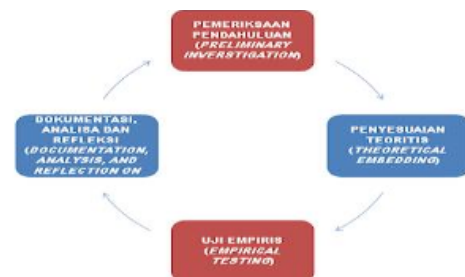 PEMERIKSAAN
PENDAHULUAN
(PRELIMINARY
INVERSTIGATION)
PENYESUAIAN
TEORITIS
(THEORETICAL
EMBEDDING)
UJI EMPIRIS
(EMPIRICAL
TESTING)
DOKUMENTASI,
ANALISA DAN
REFLEKSI
(DOCUMENTATION,
ANALYSIS, AND
REFLECTION ON